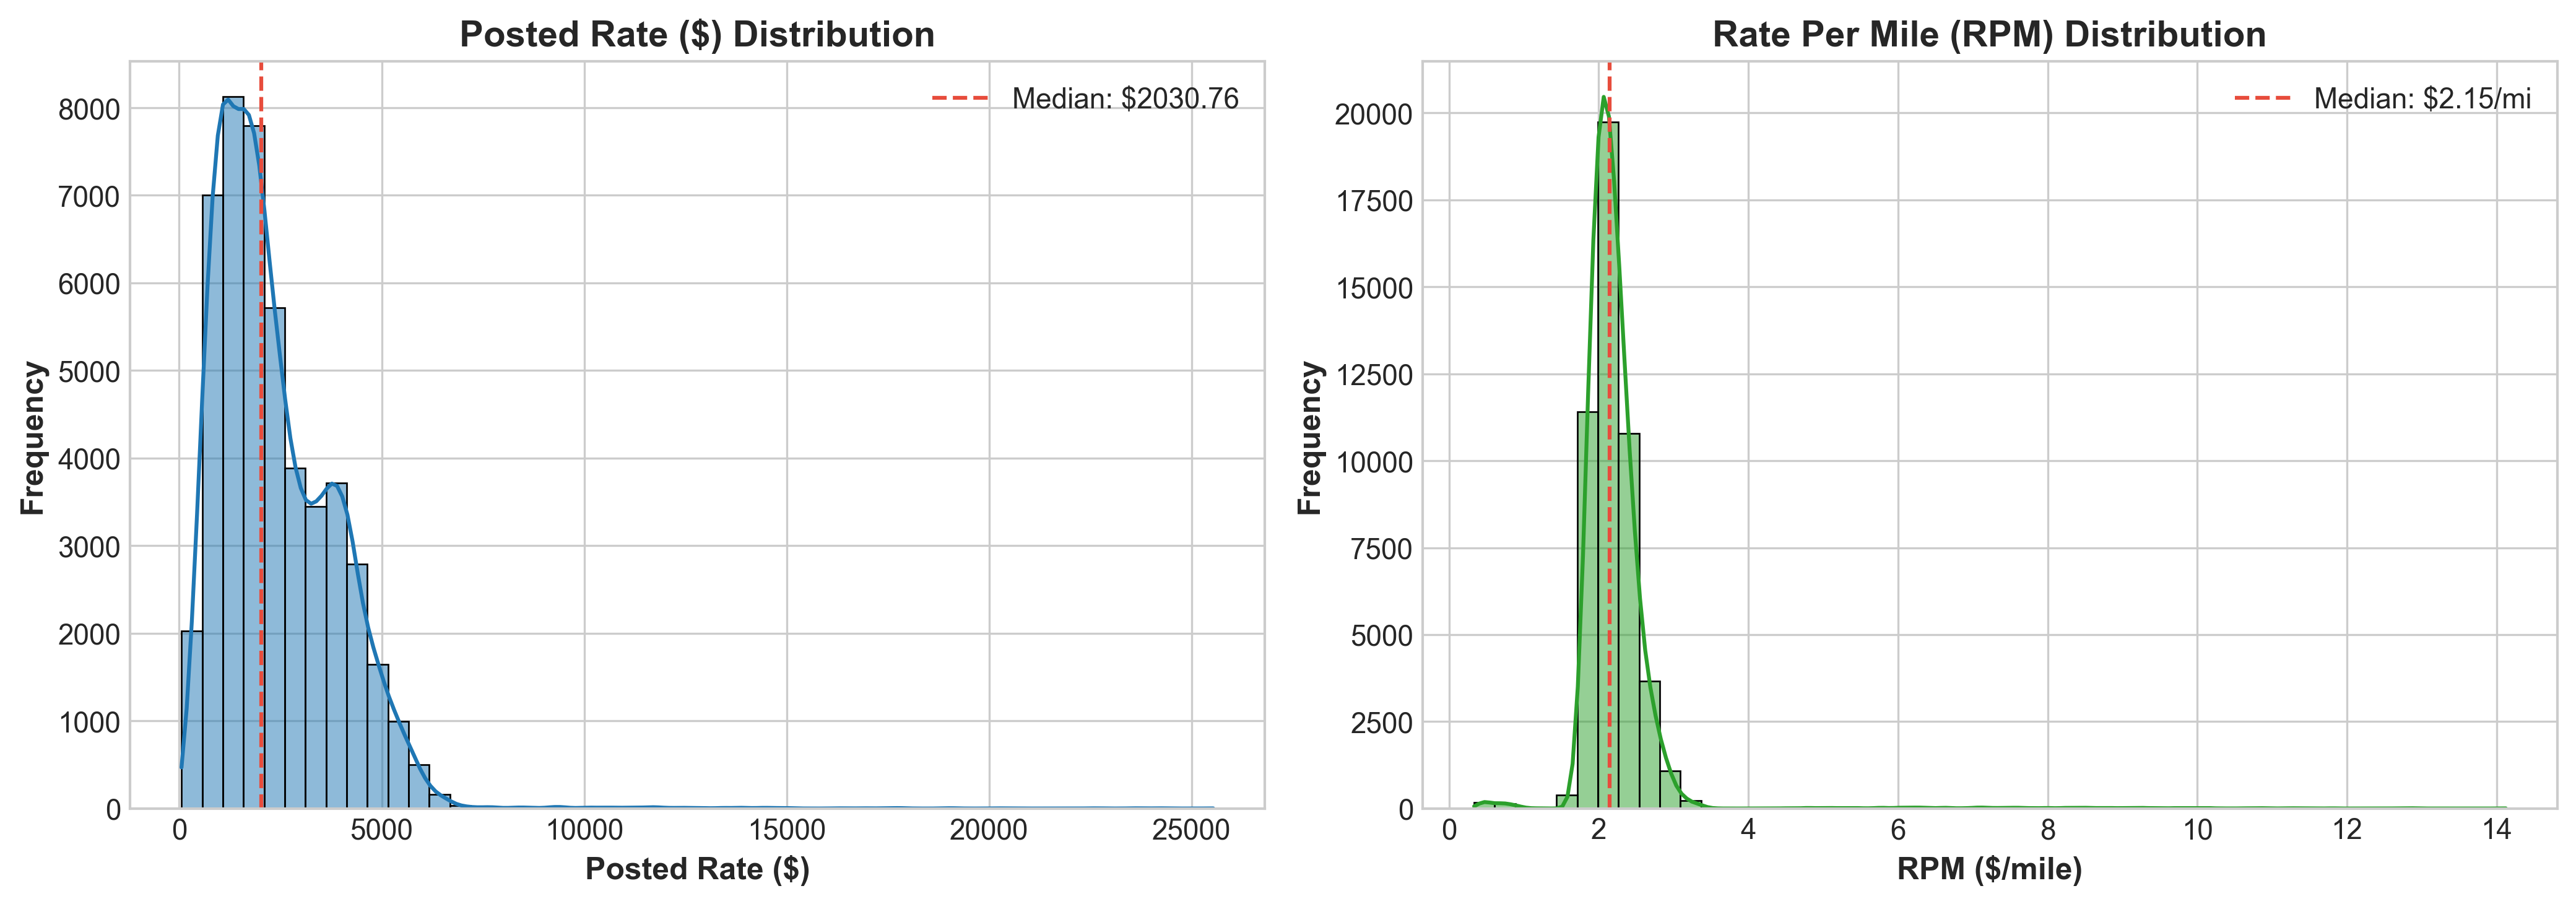 Posted Rate ($) Distribution
Median: $2030.76
Frequency
8000
7000
6000
5000
4000
3000
2000
1000
0
0 5000 10000 15000 20000 25000
Posted Rate ($)
Rate Per Mile (RPM) Distribution
Median: $2.15/mi
Frequency
20000
17500
15000
12500
10000
7500
5000
2500
0
0 2 4 6 8 10 12 14
RPM ($/mile)